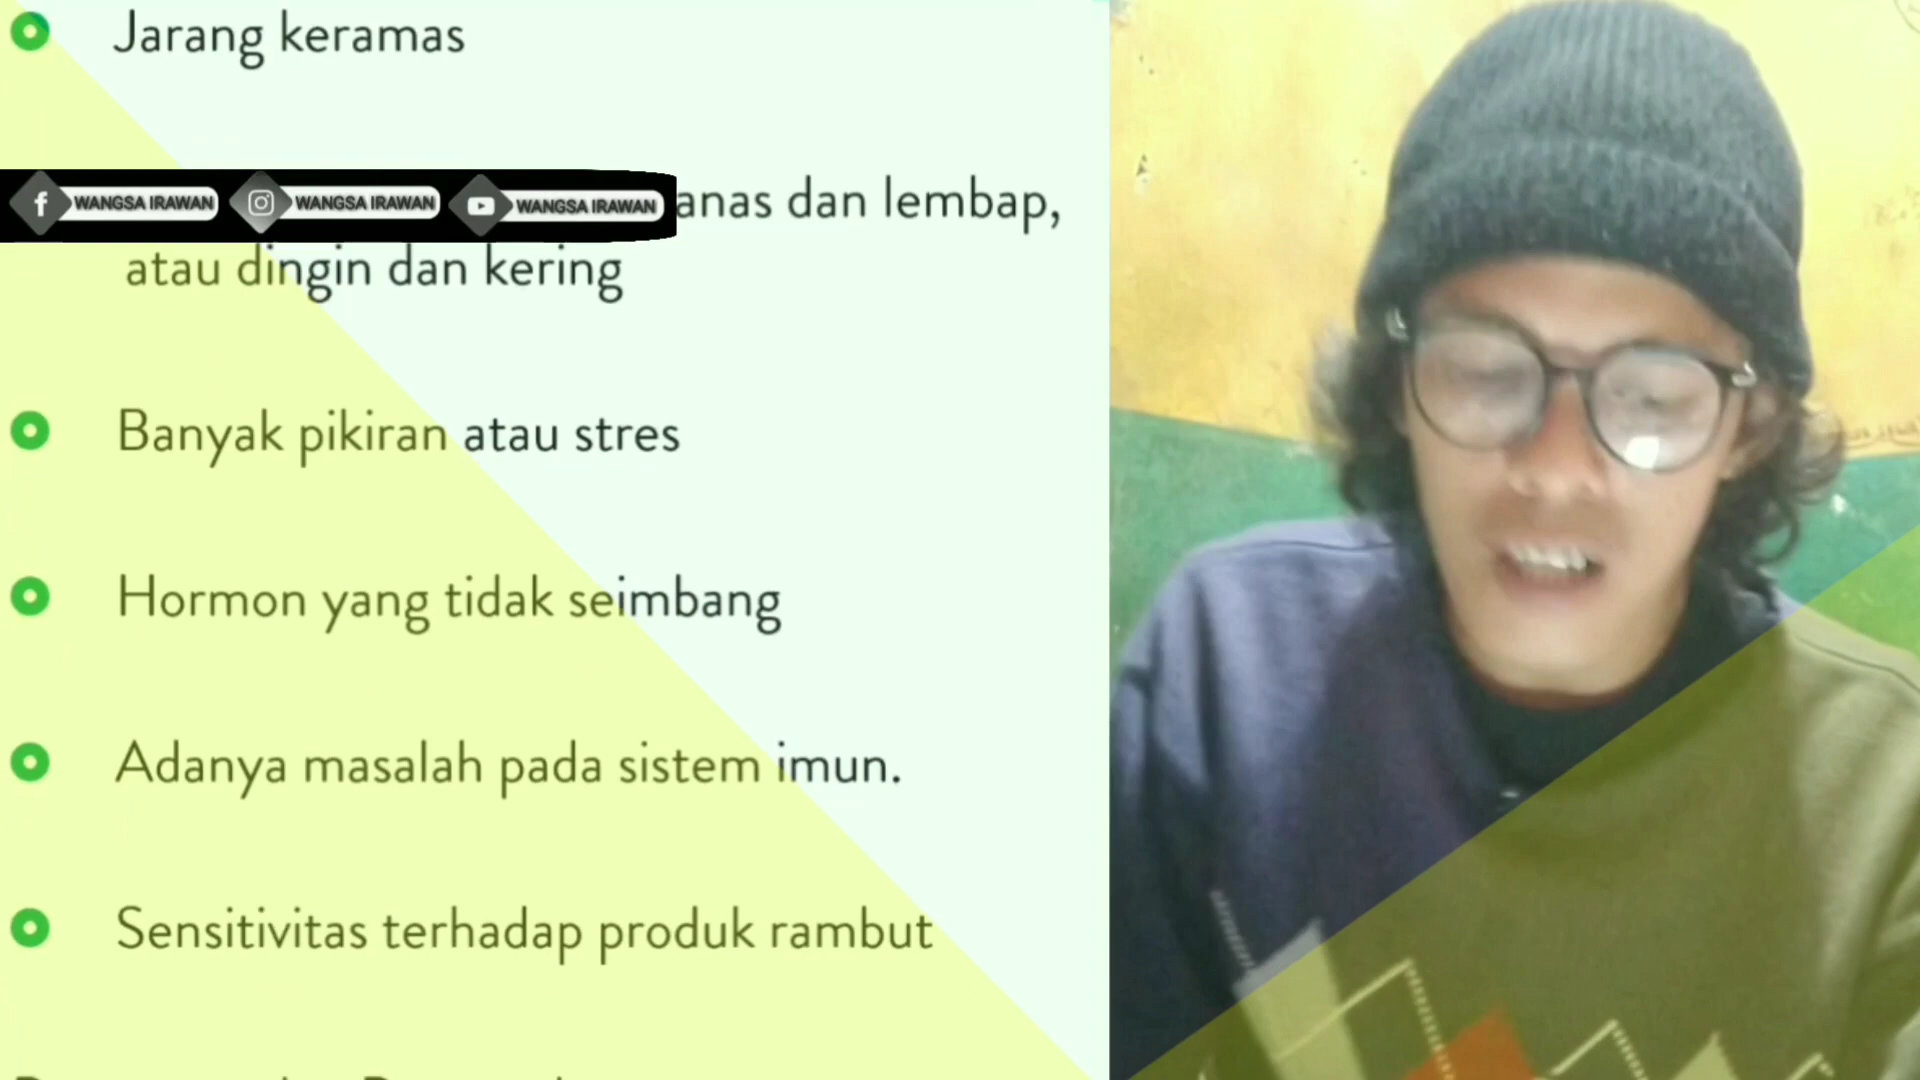 Jarang keramas
WANGSA IRAWAN WANGSA IRAWAN WANGSA IRAWAN
anas dan lembap,
atau dingin dan kering
Banyak pikiran atau stres
Hormon yang tidak seimbang
Adanya masalah pada sistem imun.
Sensitivitas terhadap produk rambut